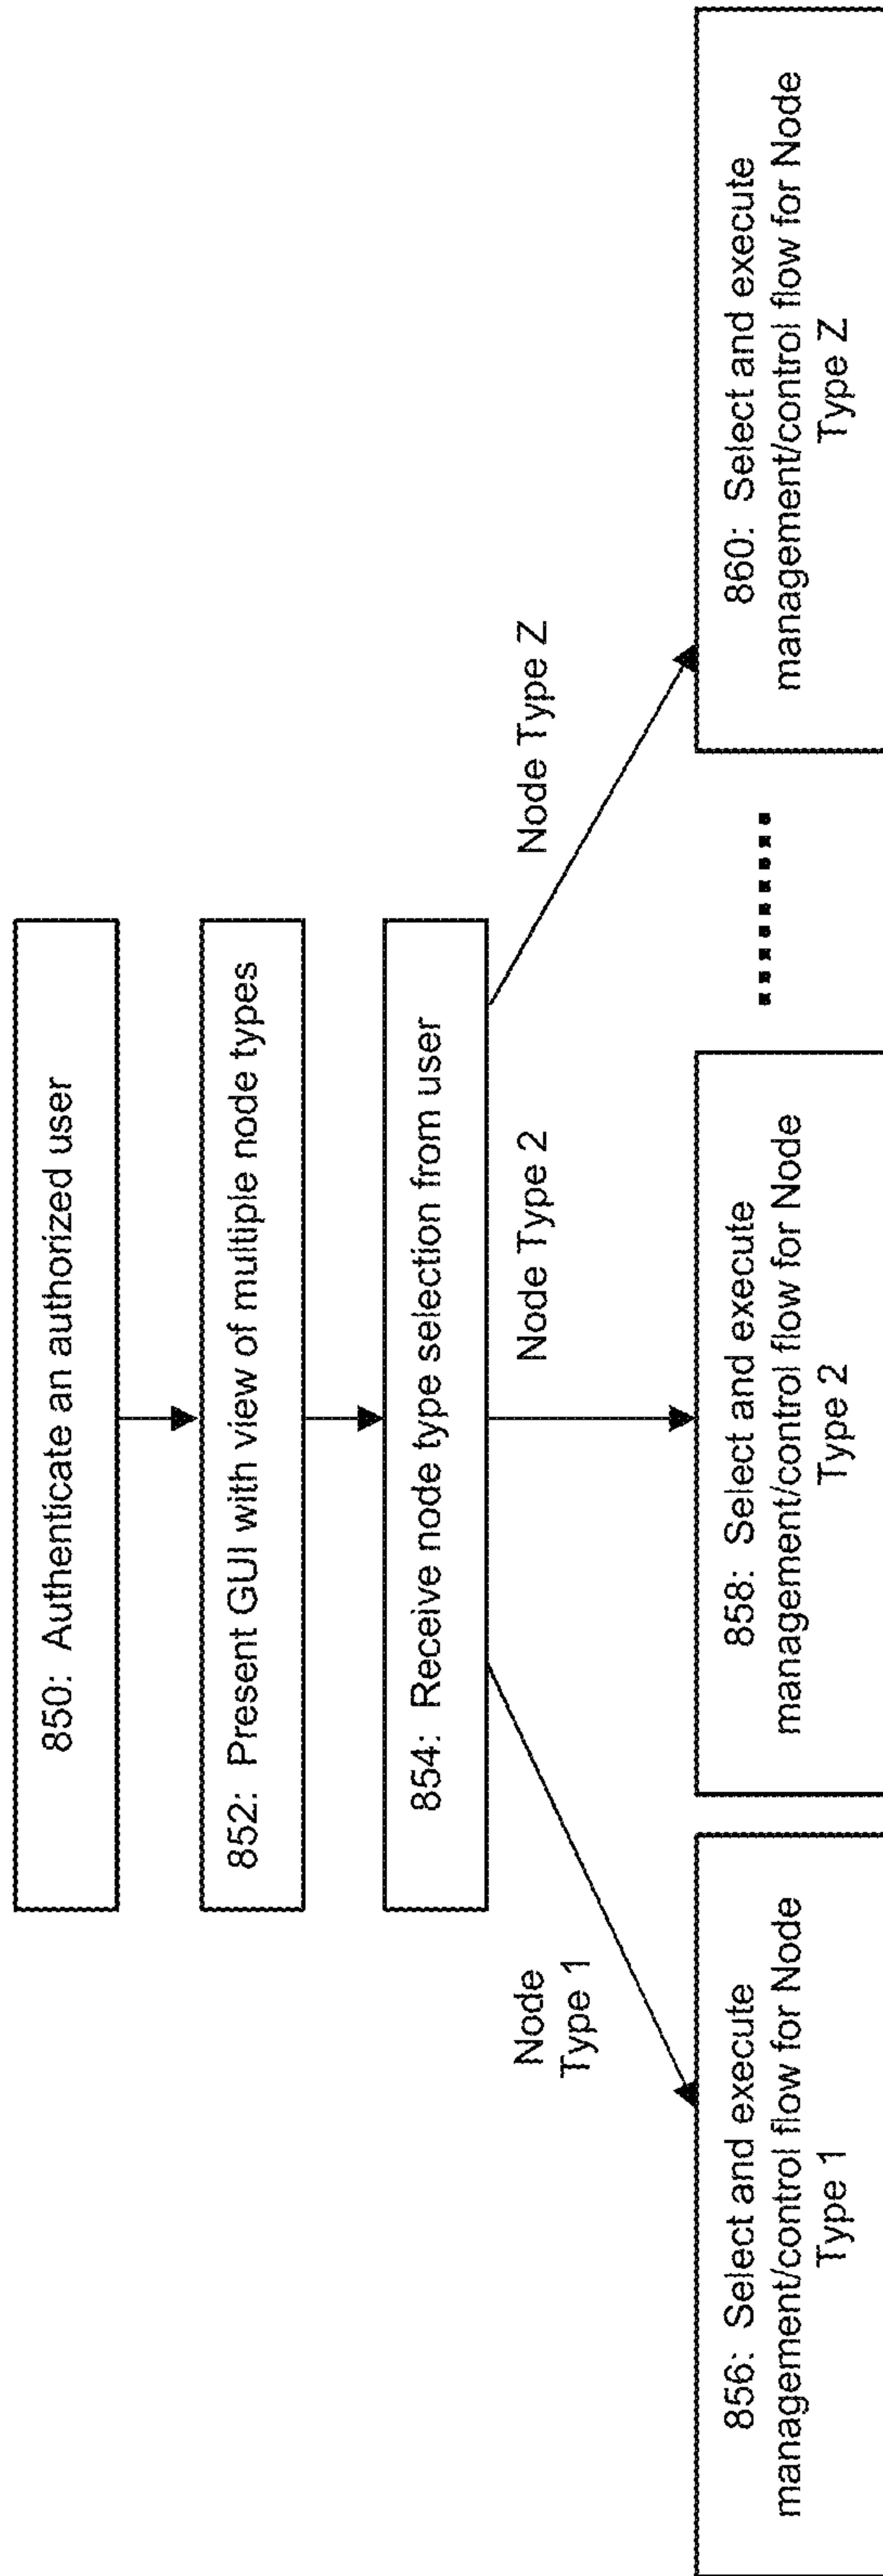 850: Authenticate an authorized user
852: Present GUI with view of multiple node types
854: Receive node type selection from user
Node
Type 1
Node Type 2
Node Type Z
856: Select and execute
management/control flow for Node
Type 1
858: Select and execute
management/control flow for Node
Type 2
860: Select and execute
management/control flow for Node
Type Z